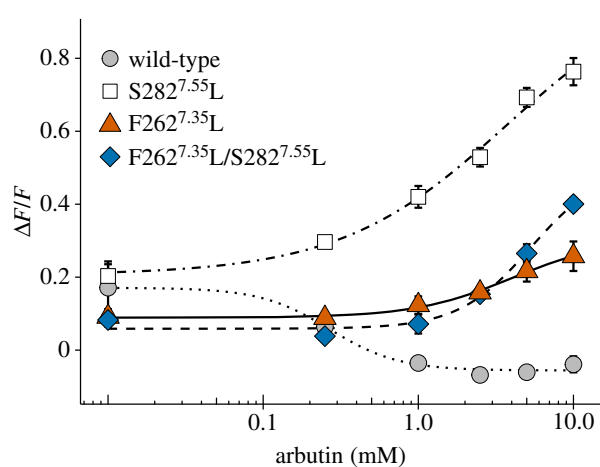 0.8
0.6
0.4
0.2
0
ΔF/F
wild-type
S282^7.55L
F262^7.35L
F262^7.35L/S282^7.55L
0.1 1.0 10.0
arbutin (mM)